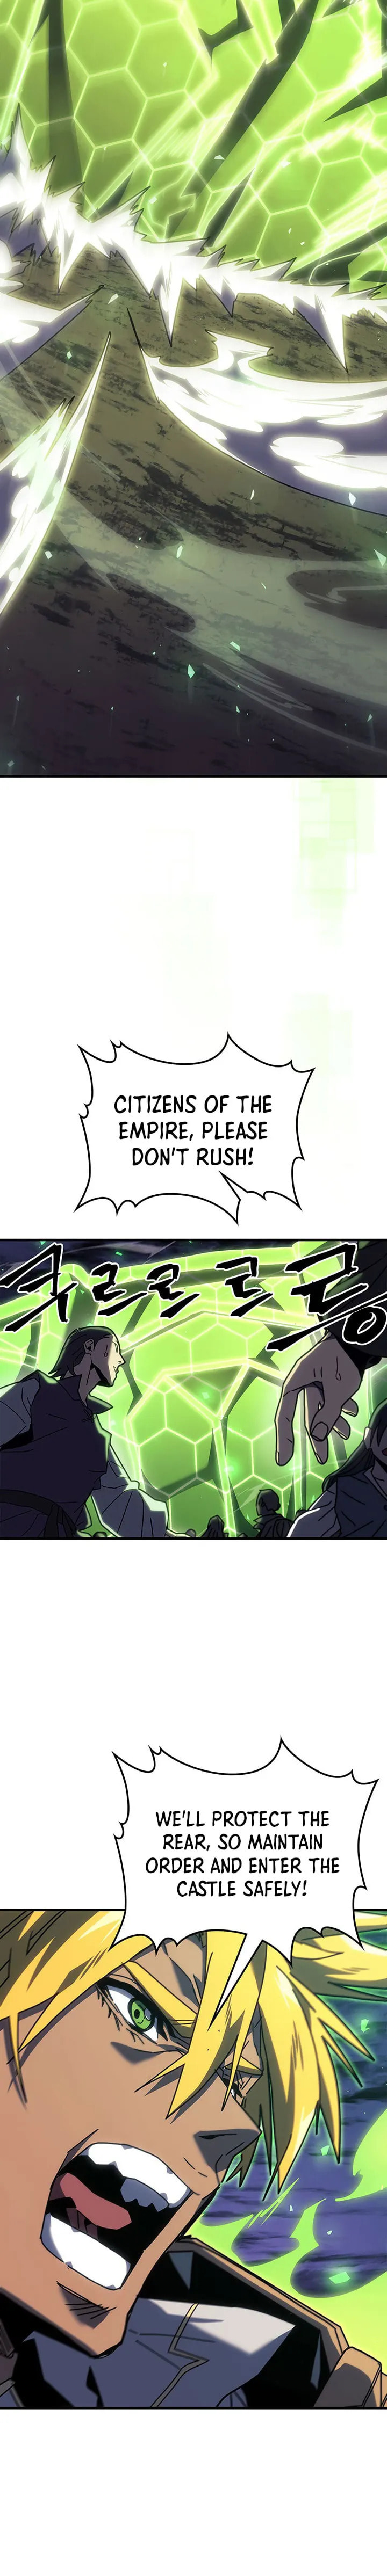 CITIZENS OF THE
EMPIRE, PLEASE
DON'T RUSH!
쿠르르르릉
WE'LL PROTECT THE
REAR, SO MAINTAIN
ORDER AND ENTER THE
CASTLE SAFELY!